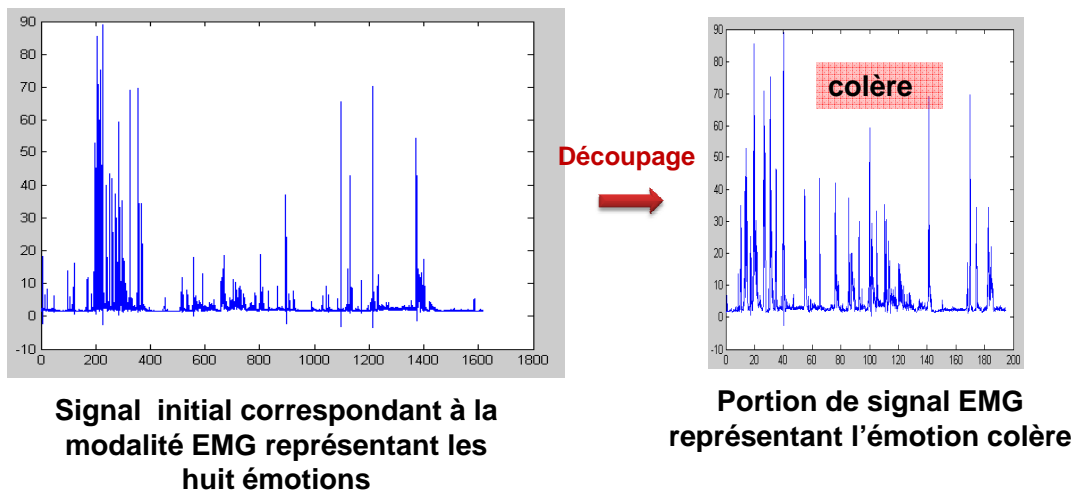 90
80
70
60
50
40
30
20
10
0
-10
0 200 400 600 800 1000 1200 1400 1600 1800
Découpage
90
80
70
60
50
40
30
20
10
0
-10
0 20 40 60 80 100 120 140 160 180 200
colère
Signal initial correspondant à la
modalité EMG représentant les
huit émotions
Portion de signal EMG
représentant l'émotion colère